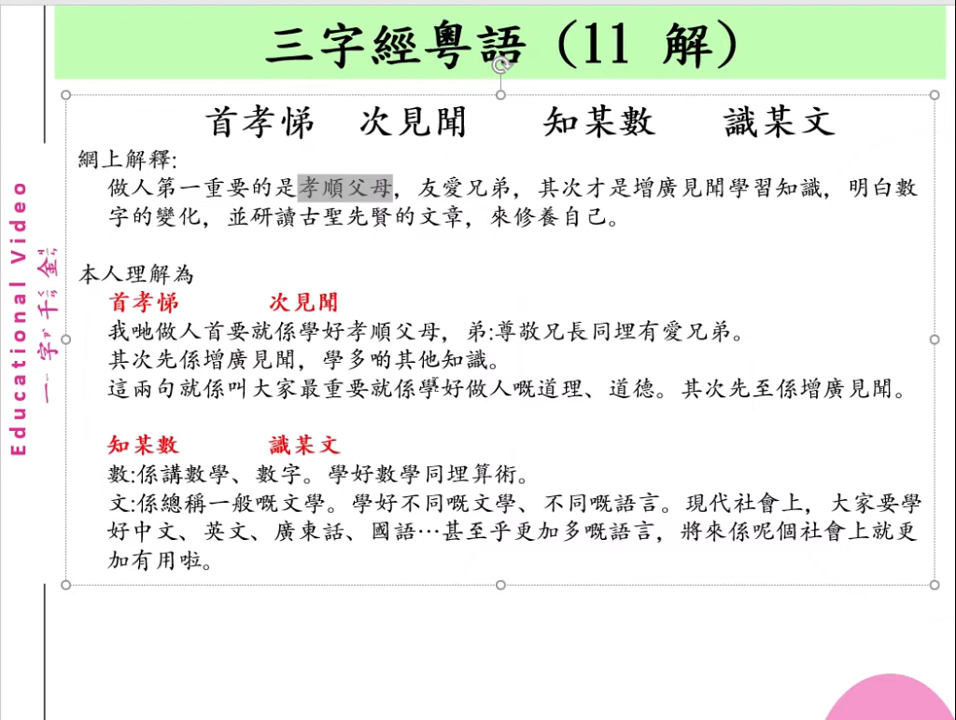 三字經粵語（11 解）
首孝悌 次見聞 知某數 識某文
網上解釋:
做人第一重要的是孝順父母，友愛兄弟，其次才是增廣見聞學習知識，明白數
字的變化，並研讀古聖先賢的文章，來修養自己。
本人理解為
首孝悌 次見聞
我哋做人首要就係學好孝順父母，弟:尊敬兄長同埋有愛兄弟。
其次先係增廣見聞，學多啲其他知識。
這兩句就係叫大家最重要就係學好做人嘅道理、道德。其次先至係增廣見聞。
知某數 識某文
數:係講數學、數字。學好數學同埋算術。
文:係總稱一般嘅文學。學好不同嘅文學、不同嘅語言。現代社會上，大家要學
好中文、英文、廣東話、國語…甚至乎更加多嘅語言，將來係呢個社會上就更
加有用啦。
Educational Video
一字千金